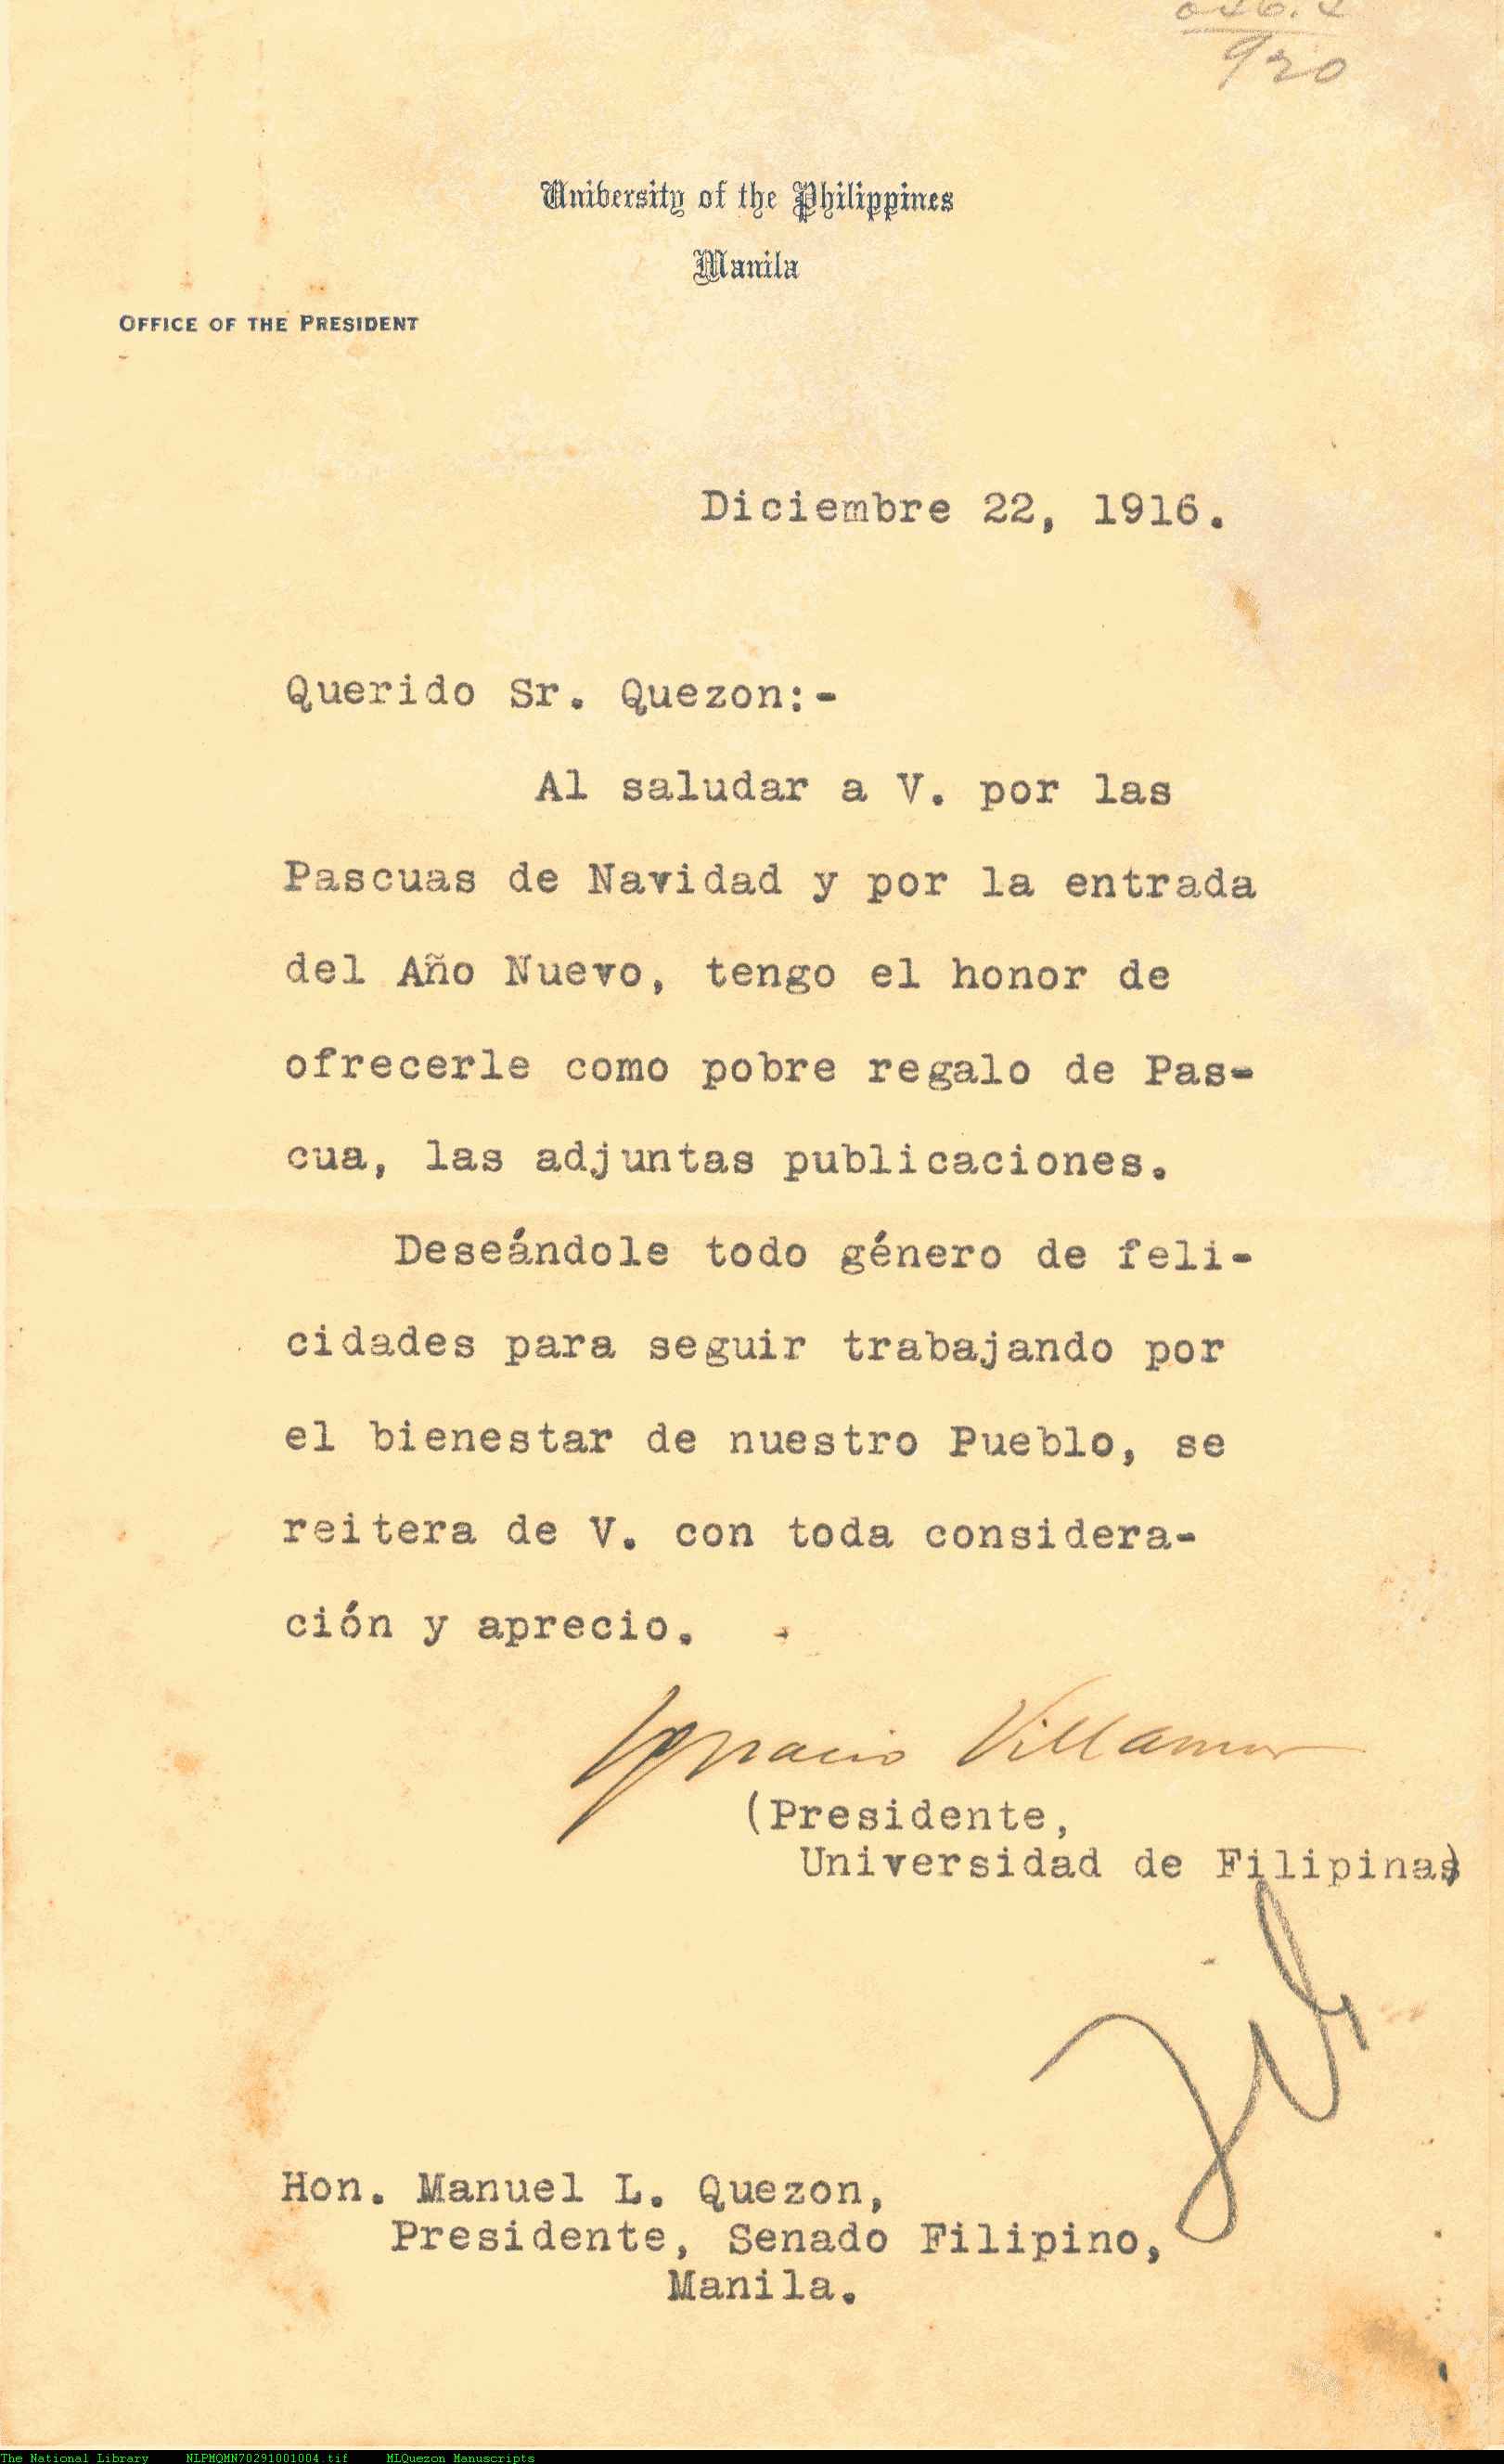 920
University of the Philippines
Manila
OFFICE OF THE PRESIDENT
Diciembre 22, 1916.
Querido Sr. Quezon:-
Al saludar a V. por las
Pascuas de Navidad y por la entrada
del Año Nuevo, tengo el honor de
ofrecerle como pobre regalo de Pas-
cua, las adjuntas publicaciones.
Deseándole todo género de feli-
cidades para seguir trabajando por
el bienestar de nuestro Pueblo, se
reitera de V. con toda considera-
ción y aprecio.
Ignacio Villamor
(Presidente,
Universidad de Filipinas)
Hon. Manuel L. Quezon,
Presidente, Senado Filipino,
Manila.
The National Library NLPMQMN70291001004.tif MLQuezon Manuscripts